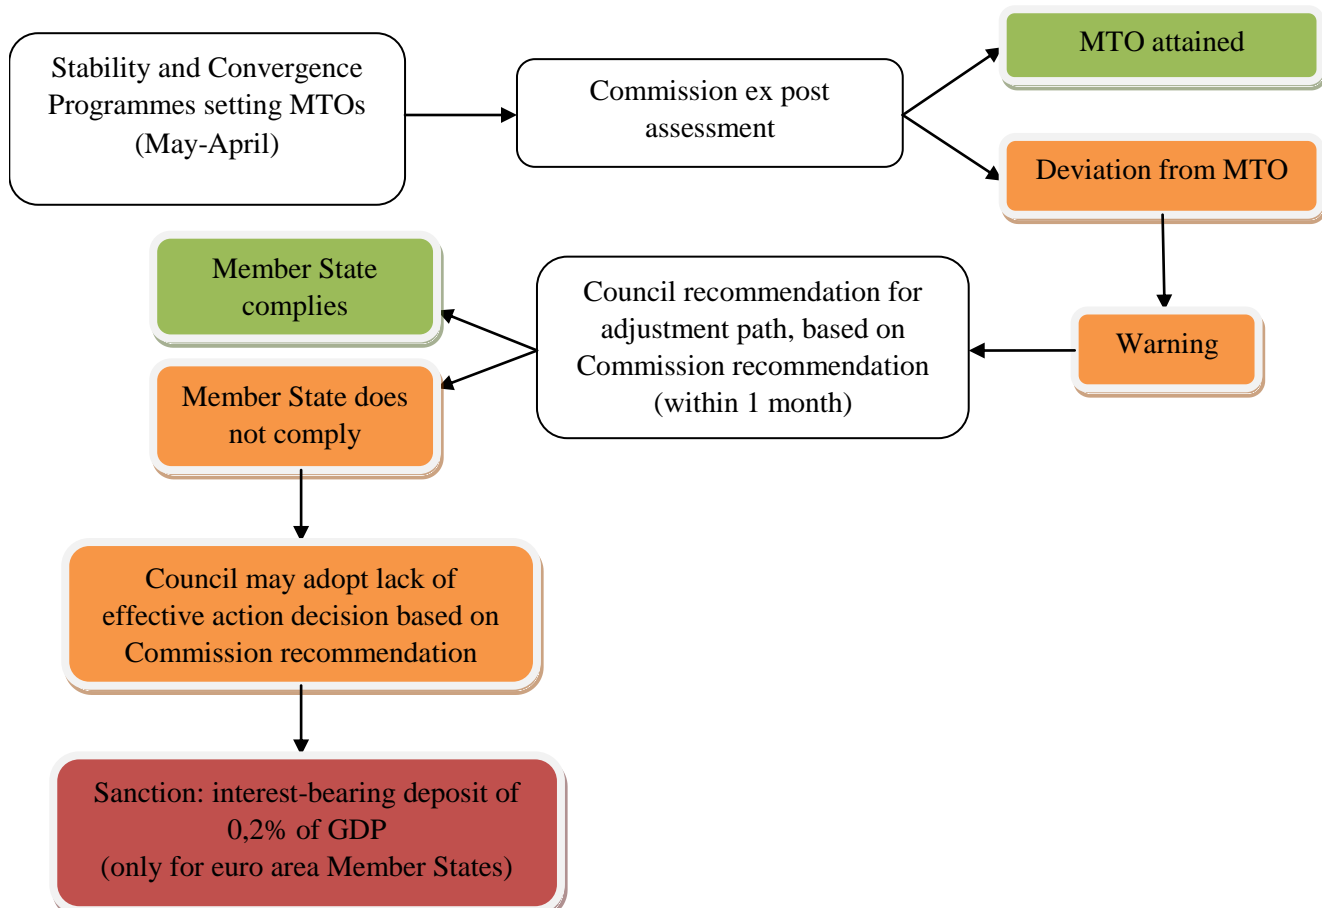 Stability and Convergence
Programmes setting MTOs
(May-April)
Commission ex post
assessment
MTO attained
Deviation from MTO
Warning
Council recommendation for
adjustment path, based on
Commission recommendation
(within 1 month)
Member State
complies
Member State does
not comply
Council may adopt lack of
effective action decision based on
Commission recommendation
Sanction: interest-bearing deposit of
0,2% of GDP
(only for euro area Member States)